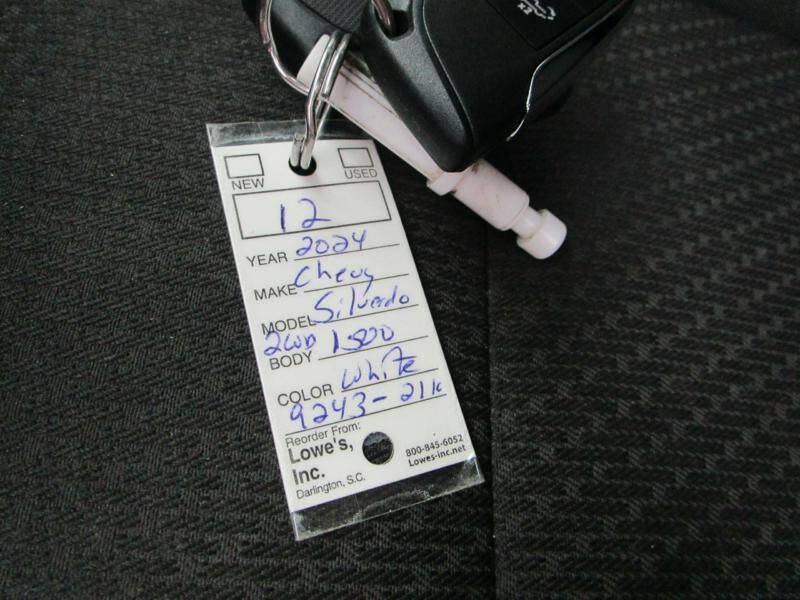 NEW USED
12
YEAR 2024
MAKE Chevy
MODEL Silverado
2WD
BODY 1500
COLOR White
9243-21k
Reorder From:
Lowe's, Inc.
Darlington, S.C.
800-845-6052
Lowes-inc.net
2x